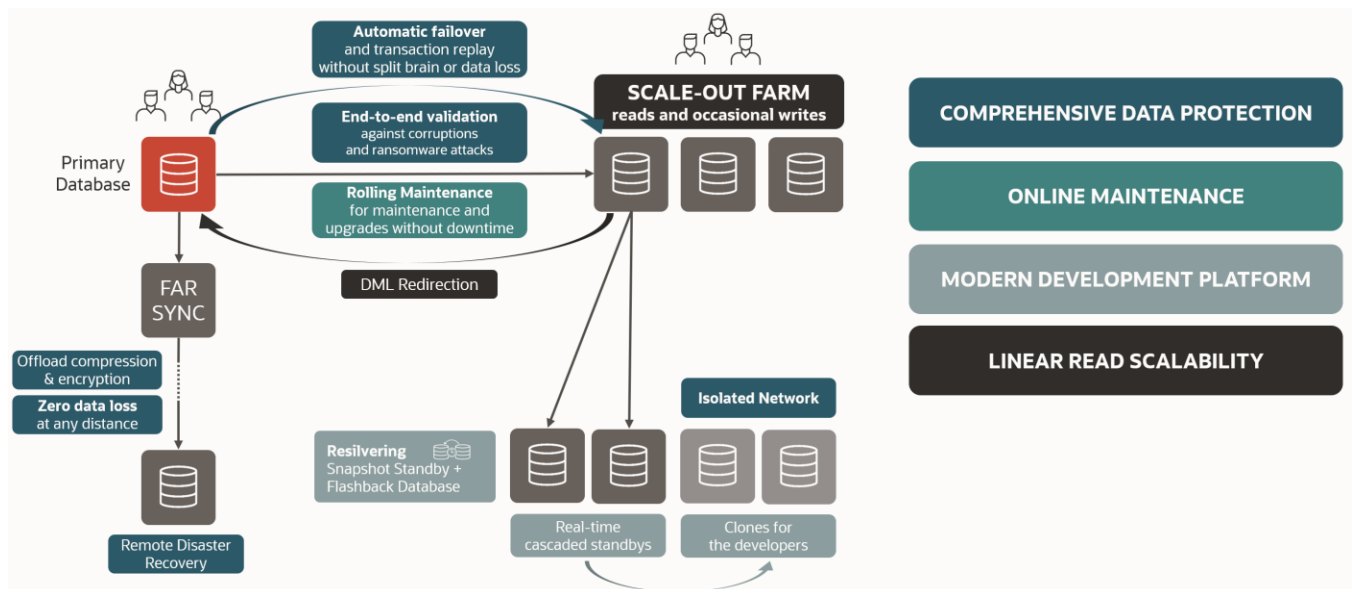 Automatic failover
and transaction replay
without split brain or data loss
End-to-end validation
against corruptions
and ransomware attacks
Rolling Maintenance
for maintenance and
upgrades without downtime
DML Redirection
Primary
Database
SCALE-OUT FARM
reads and occasional writes
FAR
SYNC
Offload compression
& encryption
Zero data loss
at any distance
Remote Disaster
Recovery
Resilvering
Snapshot Standby +
Flashback Database
Real-time
cascaded standbys
Isolated Network
Clones for
the developers
COMPREHENSIVE DATA PROTECTION
ONLINE MAINTENANCE
MODERN DEVELOPMENT PLATFORM
LINEAR READ SCALABILITY